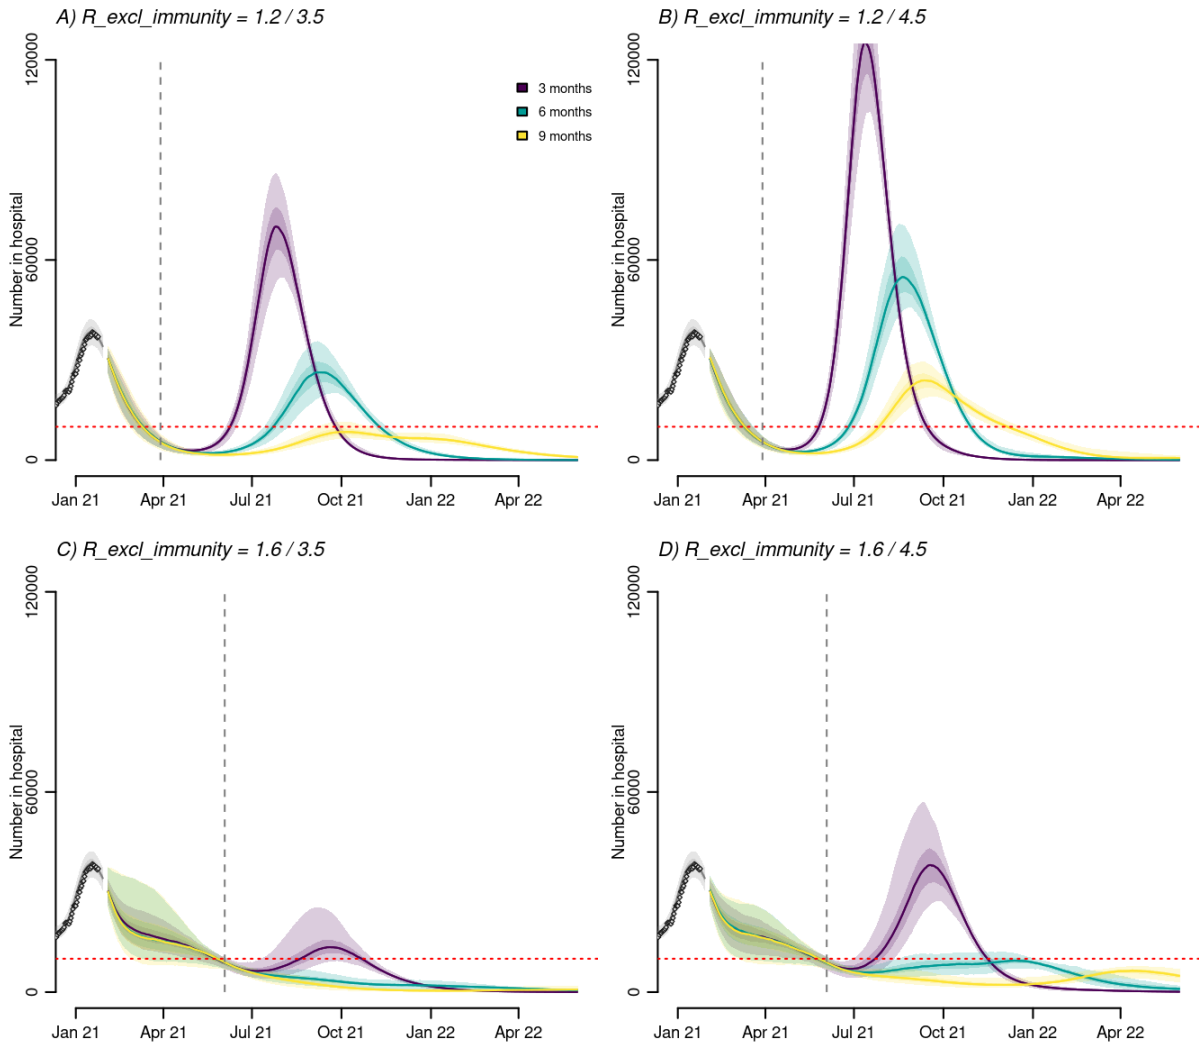 A) R_excl_immunity = 1.2 / 3.5
120000
60000
0
Number in hospital
3 months
6 months
9 months
Jan 21 Apr 21 Jul 21 Oct 21 Jan 22 Apr 22
B) R_excl_immunity = 1.2 / 4.5
120000
60000
0
Number in hospital
Jan 21 Apr 21 Jul 21 Oct 21 Jan 22 Apr 22
C) R_excl_immunity = 1.6 / 3.5
120000
60000
0
Number in hospital
Jan 21 Apr 21 Jul 21 Oct 21 Jan 22 Apr 22
D) R_excl_immunity = 1.6 / 4.5
120000
60000
0
Number in hospital
Jan 21 Apr 21 Jul 21 Oct 21 Jan 22 Apr 22